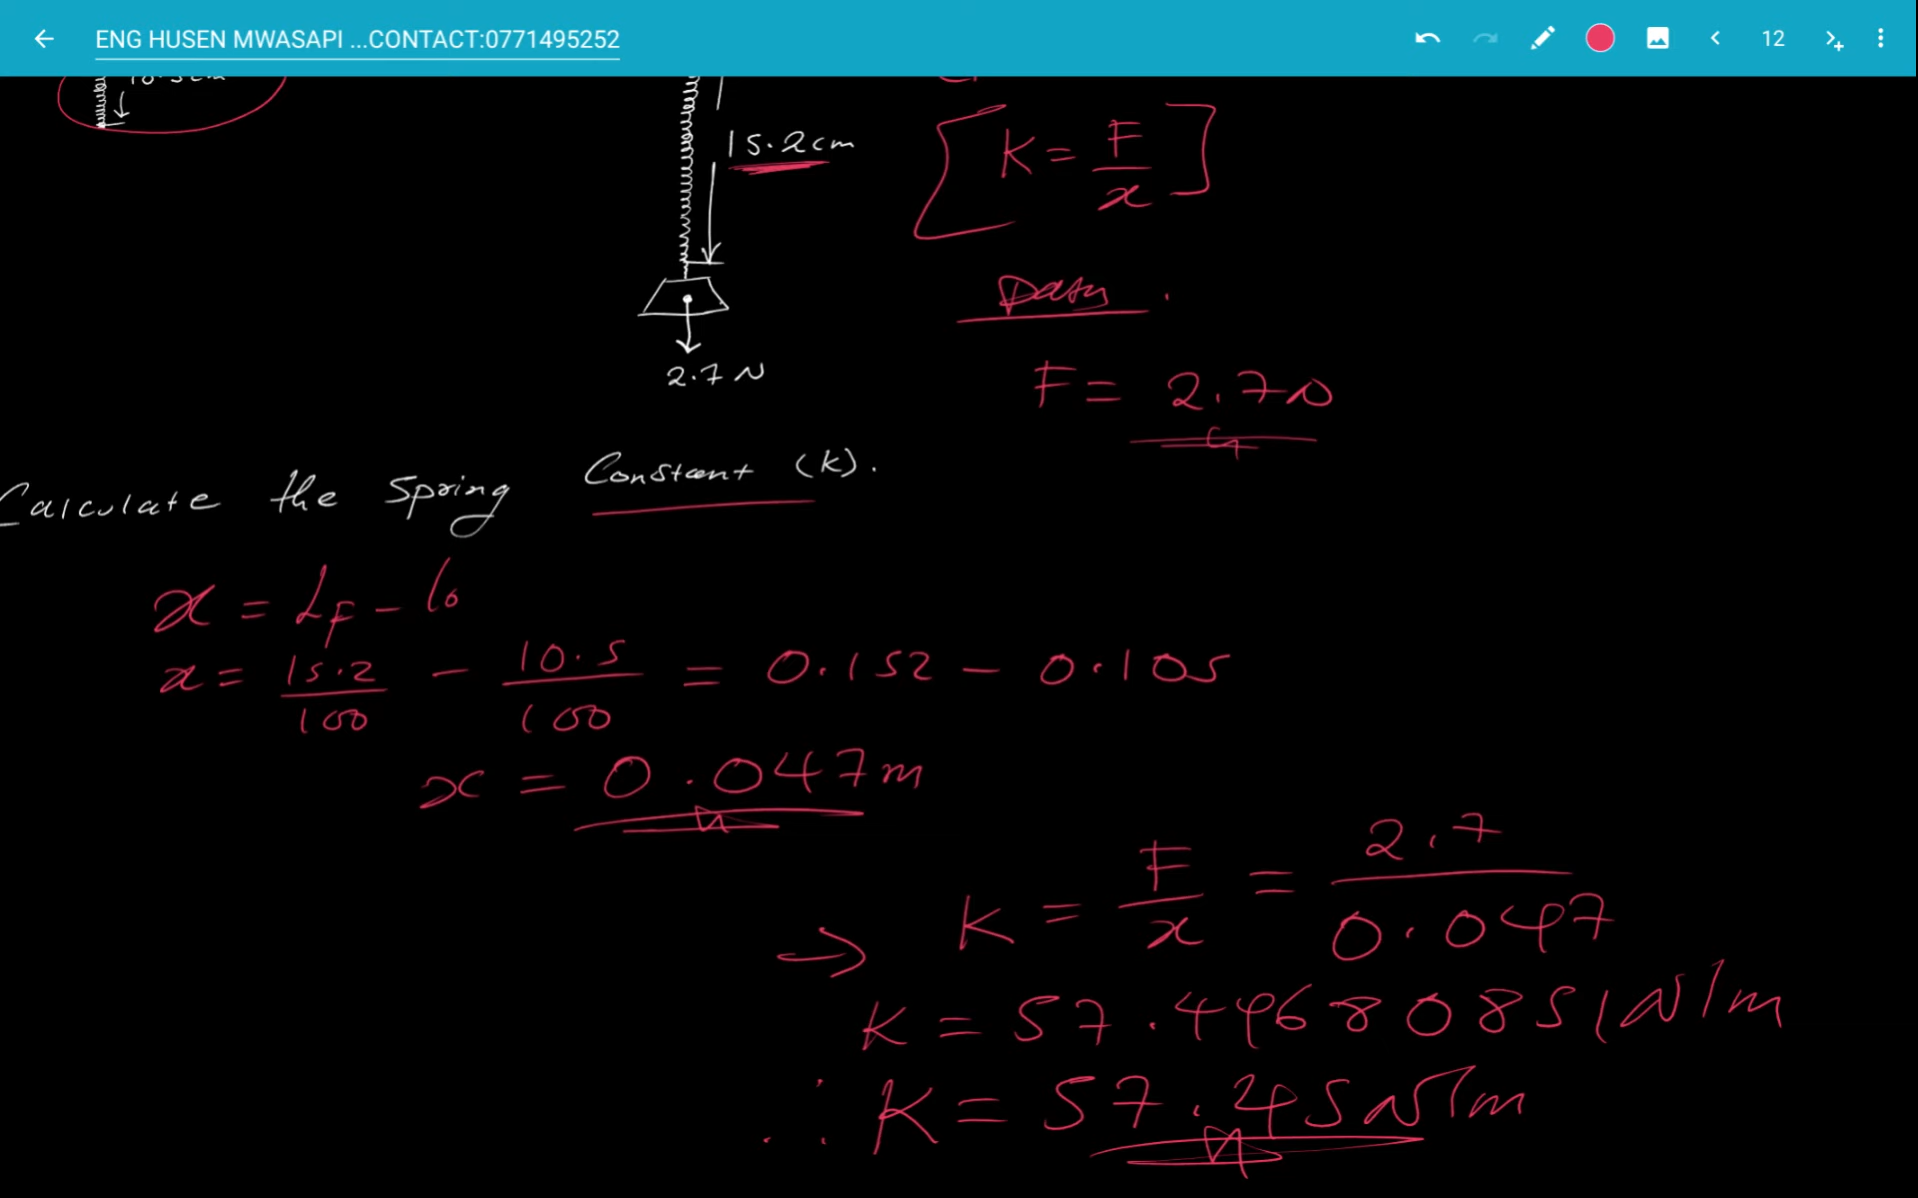 ENG HUSEN MWASAPI ...CONTACT:0771495252
12
10.5cm
15.2cm
[K = F/x]
Data.
2.7 N
F = 2.7N
Calculate the Spring Constant (K).
x = Lf - lo
x = 15.2/100 - 10.5/100 = 0.152 - 0.105
x = 0.047m
→ K = F/x = 2.7/0.047
K = 57.44680851N/m
∴ K = 57.45N/m